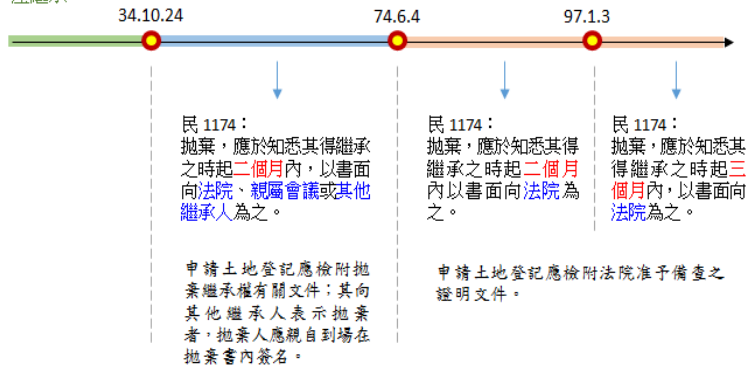 34.10.24
74.6.4
97.1.3
民 1174：
拋棄，應於知悉其得繼承
之時起二個月內，以書面
向法院、親屬會議或其他
繼承人為之。
民 1174：
拋棄，應於知悉其得
繼承之時起二個月
內以書面向法院為
之。
民 1174：
拋棄，應於知悉其
得繼承之時起三
個月內，以書面向
法院為之。
申請土地登記應檢附拋
棄繼承權有關文件；其向
其他繼承人表示拋棄
者，拋棄人應親自到場在
拋棄書內簽名。
申請土地登記應檢附法院准予備查之
證明文件。